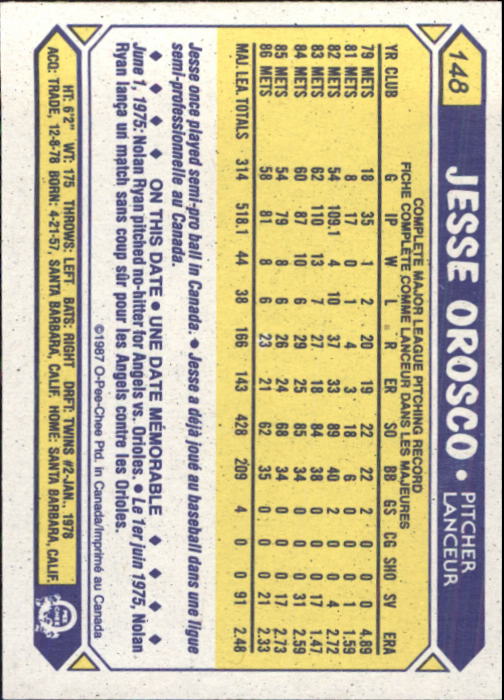 148 JESSE OROSCO • PITCHER
LANCEUR
COMPLETE MAJOR LEAGUE PITCHING RECORD
FICHE COMPLETE COMME LANCEUR DANS LES MAJEURES
YR CLUB G IP W L R ER SO BB GS CG SHO SV ERA
79 METS 18 35 1 2 20 19 22 22 2 0 0 0 4.89
81 METS 8 17 0 1 4 3 18 6 0 0 0 1 1.59
82 METS 54 109.1 4 10 37 33 89 40 2 0 0 4 2.72
83 METS 62 110 13 7 27 18 84 38 0 0 0 17 1.47
84 METS 60 87 10 6 29 25 85 34 0 0 0 31 2.59
85 METS 54 79 8 6 26 24 68 34 0 0 0 17 2.73
86 METS 58 81 8 6 23 21 62 35 0 0 0 21 2.33
MAJ. LEA. TOTALS 314 518.1 44 38 166 143 428 209 4 0 0 91 2.48
Jesse once played semi-pro ball in Canada. • Jesse a déjà joué au baseball dans une ligue
semi-professionnelle au Canada.
♦ ♦ ♦ ♦ ON THIS DATE • UNE DATE MÉMORABLE ♦ ♦ ♦ ♦
June 1, 1975: Nolan Ryan pitched no-hitter for Angels vs. Orioles. • Le 1er juin 1975, Nolan
Ryan lança un match sans coup sûr pour les Angels contre les Orioles.
©1987 O-Pee-Chee Ptd. in Canada/Imprimé au Canada
HT: 6'2" WT: 175 THROWS: LEFT BATS: RIGHT DRFT: TWINS #2-JAN., 1978
ACQ: TRADE, 12-8-78 BORN: 4-21-57, SANTA BARBARA, CALIF. HOME: SANTA BARBARA, CALIF.
O PEE CHEE